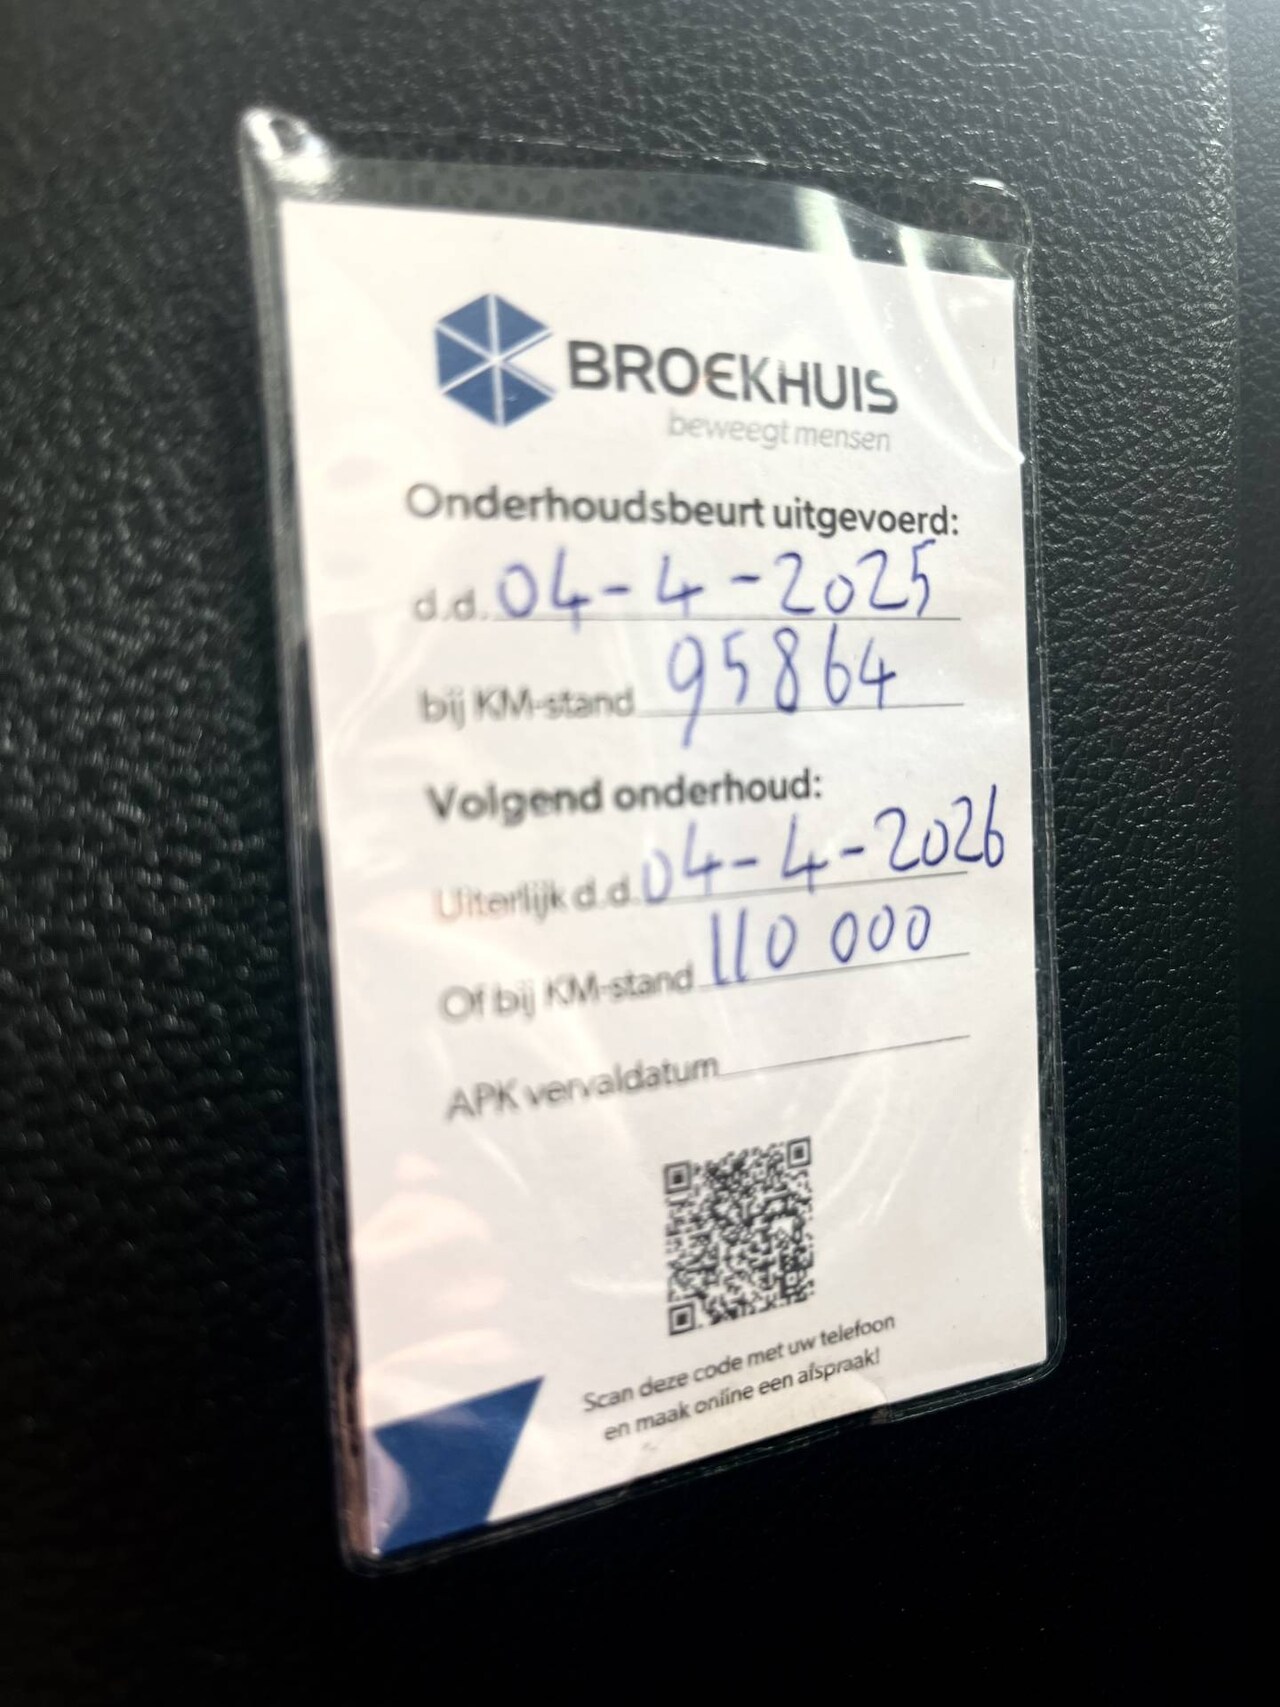 BROEKHUIS
beweegt mensen
Onderhoudsbeurt uitgevoerd:
d.d. 04-4-2025
bij KM-stand 95864
Volgend onderhoud:
Uiterlijk d.d. 04-4-2026
Of bij KM-stand 110 000
APK vervaldatum
Scan deze code met uw telefoon
en maak online een afspraak!